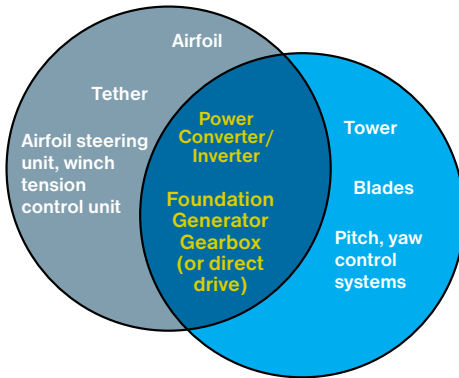 Airfoil
Tether
Airfoil steering
unit, winch
tension
control unit
Power
Converter/
Inverter
Foundation
Generator
Gearbox
(or direct
drive)
Tower
Blades
Pitch, yaw
control
systems